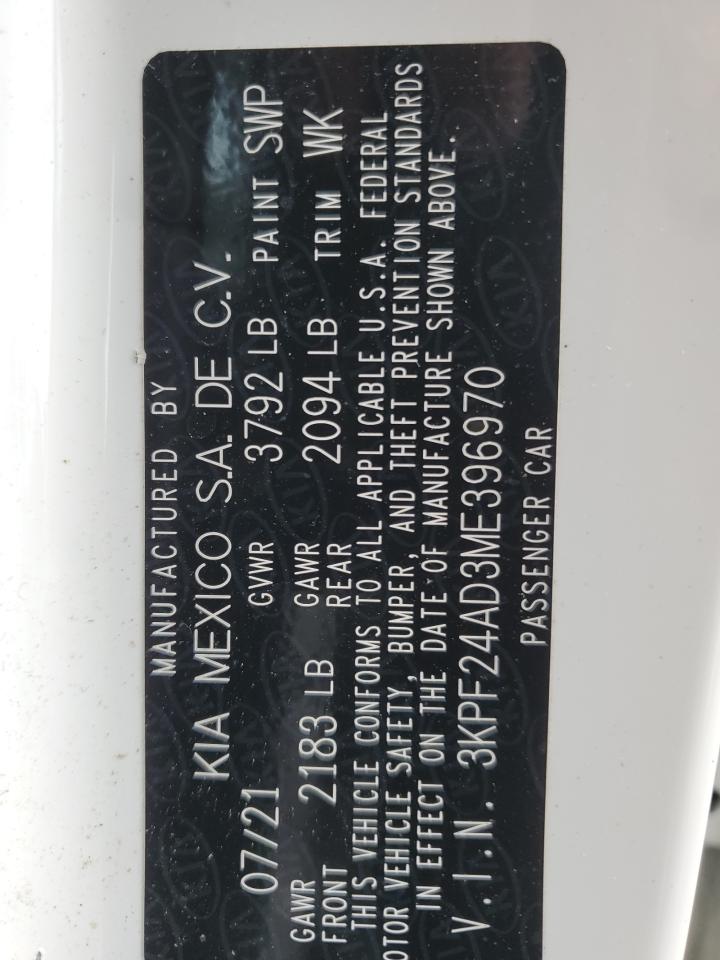 MANUFACTURED BY
KIA MEXICO S.A. DE C.V.
07/21 GVWR 3792 LB PAINT SWP
GAWR FRONT 2183 LB GAWR REAR 2094 LB TRIM WK
THIS VEHICLE CONFORMS TO ALL APPLICABLE U.S.A. FEDERAL
OTOR VEHICLE SAFETY, BUMPER, AND THEFT PREVENTION STANDARDS
IN EFFECT ON THE DATE OF MANUFACTURE SHOWN ABOVE.
V.I.N. 3KPF24AD3ME396970
PASSENGER CAR